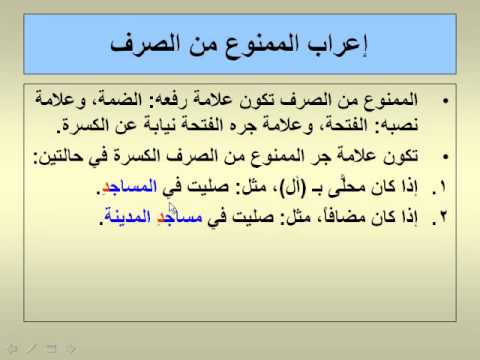 إعراب الممنوع من الصرف
• الممنوع من الصرف تكون علامة رفعه: الضمة، وعلامة
نصبه: الفتحة، وعلامة جره الفتحة نيابة عن الكسرة.
• تكون علامة جر الممنوع من الصرف الكسرة في حالتين:
١. إذا كان محلَّى بـ (أل)، مثل: صليت في المساجدِ.
٢. إذا كان مضافاً، مثل: صليت في مساجدِ المدينة.